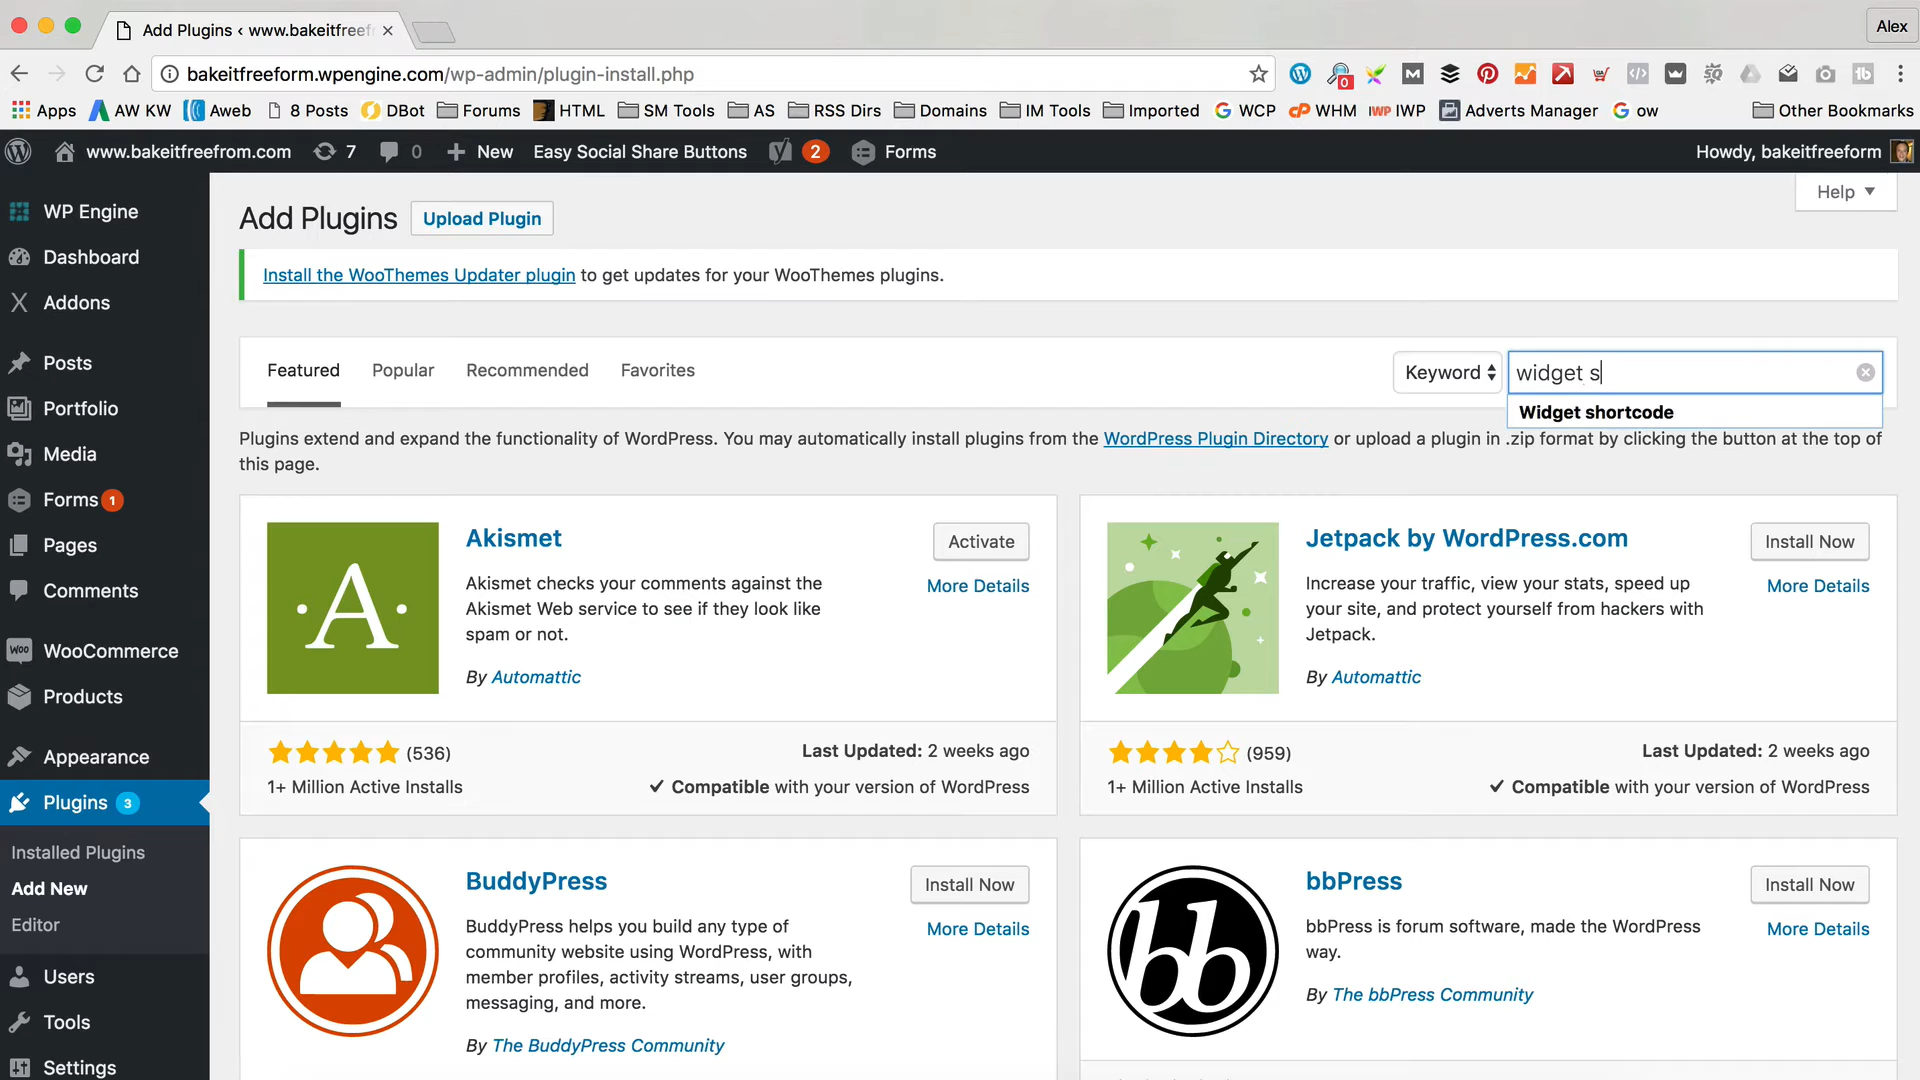 Add Plugins ‹ www.bakeitfreef
Alex
bakeitfreeform.wpengine.com/wp-admin/plugin-install.php
0
Apps AW KW Aweb 8 Posts DBot Forums HTML SM Tools AS RSS Dirs Domains IM Tools Imported WCP WHM IWP IWP Adverts Manager ow Other Bookmarks
www.bakeitfreefrom.com 7 0 New Easy Social Share Buttons 2 Forms Howdy, bakeitfreeform
Help
WP Engine
Dashboard
Addons
Posts
Portfolio
Media
Forms 1
Pages
Comments
WooCommerce
Products
Appearance
Plugins 3
Installed Plugins
Add New
Editor
Users
Tools
Settings
Add Plugins Upload Plugin
Install the WooThemes Updater plugin to get updates for your WooThemes plugins.
Featured Popular Recommended Favorites Keyword widget s
Widget shortcode
Plugins extend and expand the functionality of WordPress. You may automatically install plugins from the WordPress Plugin Directory or upload a plugin in .zip format by clicking the button at the top of
this page.
Akismet
Activate
More Details
Akismet checks your comments against the
Akismet Web service to see if they look like
spam or not.
By Automattic
(536)
Last Updated: 2 weeks ago
1+ Million Active Installs
Compatible with your version of WordPress
Jetpack by WordPress.com
Install Now
More Details
Increase your traffic, view your stats, speed up
your site, and protect yourself from hackers with
Jetpack.
By Automattic
(959)
Last Updated: 2 weeks ago
1+ Million Active Installs
Compatible with your version of WordPress
BuddyPress
Install Now
More Details
BuddyPress helps you build any type of
community website using WordPress, with
member profiles, activity streams, user groups,
messaging, and more.
By The BuddyPress Community
bbPress
Install Now
More Details
bbPress is forum software, made the WordPress
way.
By The bbPress Community